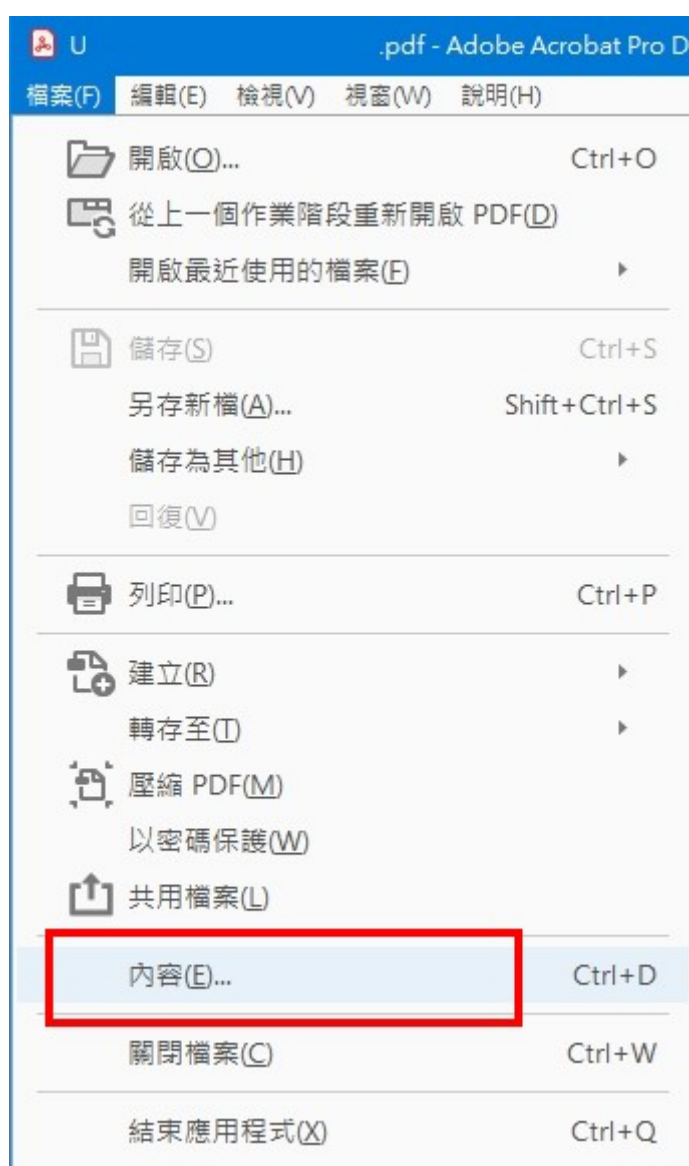 U .pdf - Adobe Acrobat Pro D
檔案(F) 編輯(E) 檢視(V) 視窗(W) 說明(H)
開啟(O)... Ctrl+O
從上一個作業階段重新開啟 PDF(D)
開啟最近使用的檔案(F)
儲存(S) Ctrl+S
另存新檔(A)... Shift+Ctrl+S
儲存為其他(H)
回復(V)
列印(P)... Ctrl+P
建立(R)
轉存至(T)
壓縮 PDF(M)
以密碼保護(W)
共用檔案(L)
內容(E)... Ctrl+D
關閉檔案(C) Ctrl+W
結束應用程式(X) Ctrl+Q